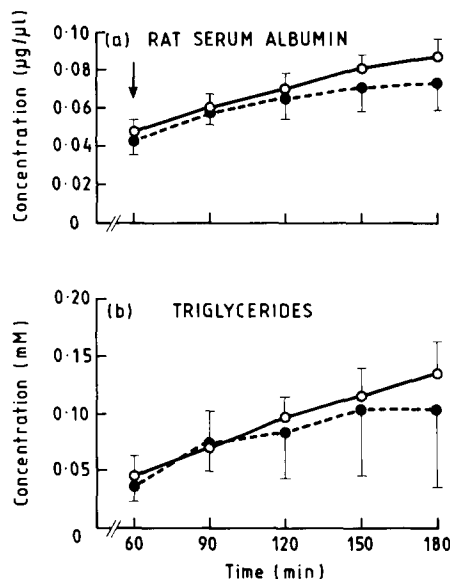 (a) RAT SERUM ALBUMIN
Concentration (µg/µl)
0·10
0·08
0·06
0·04
0·02
0
(b) TRIGLYCERIDES
Concentration (mM)
0·20
0·15
0·10
0·05
0
60 90 120 150 180
Time (min)